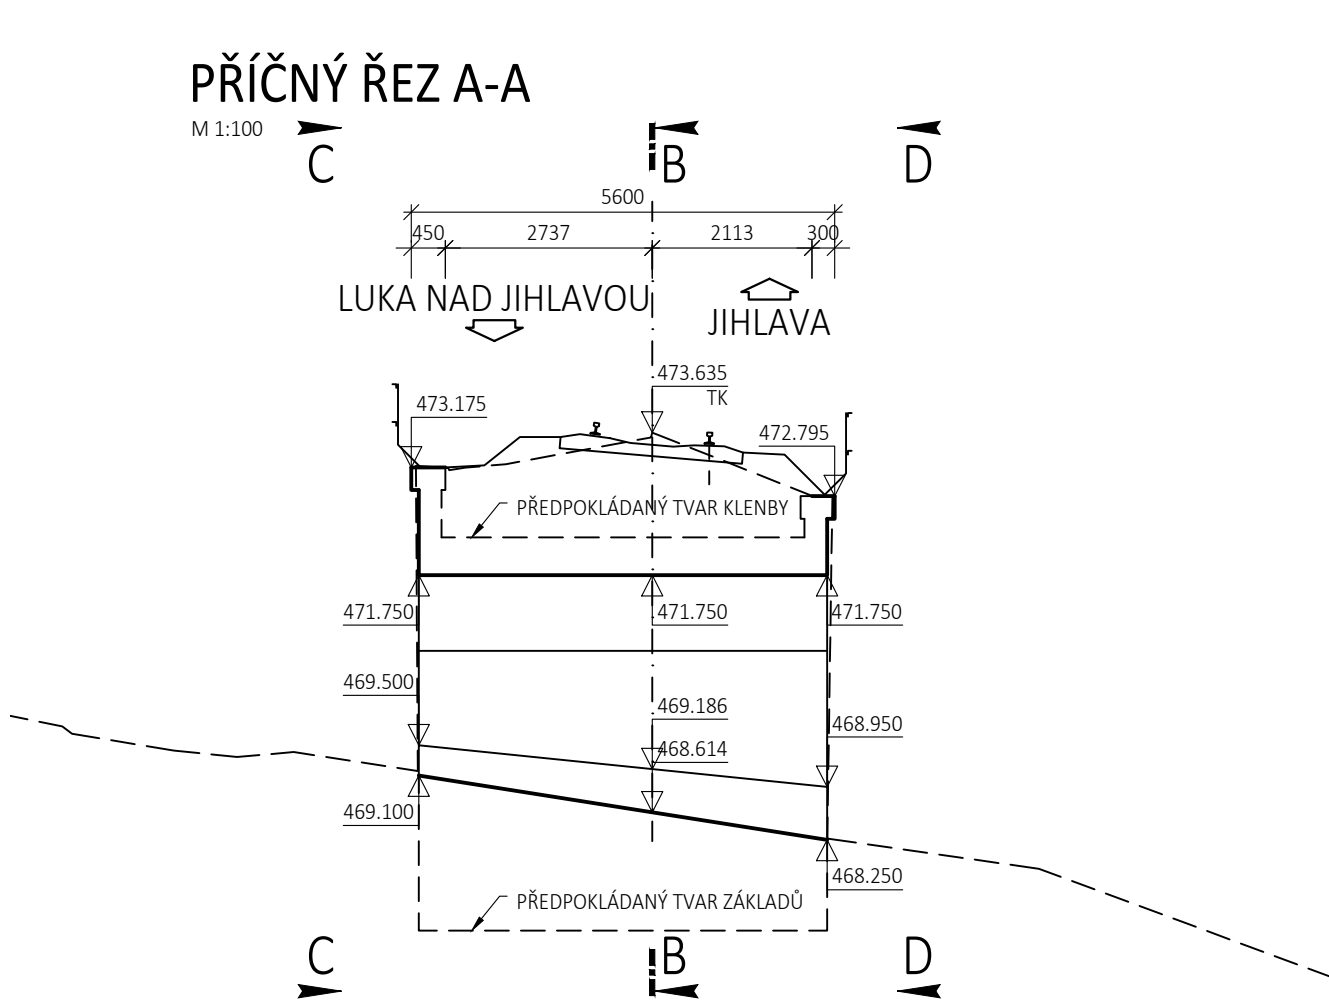 PŘÍČNÝ ŘEZ A-A
M 1:100
C
B
D
5600
450
2737
2113
300
LUKA NAD JIHLAVOU
JIHLAVA
473.635
TK
473.175
472.795
PŘEDPOKLÁDANÝ TVAR KLENBY
471.750
471.750
471.750
469.500
469.186
468.950
468.614
469.100
468.250
PŘEDPOKLÁDANÝ TVAR ZÁKLADŮ
C
B
D